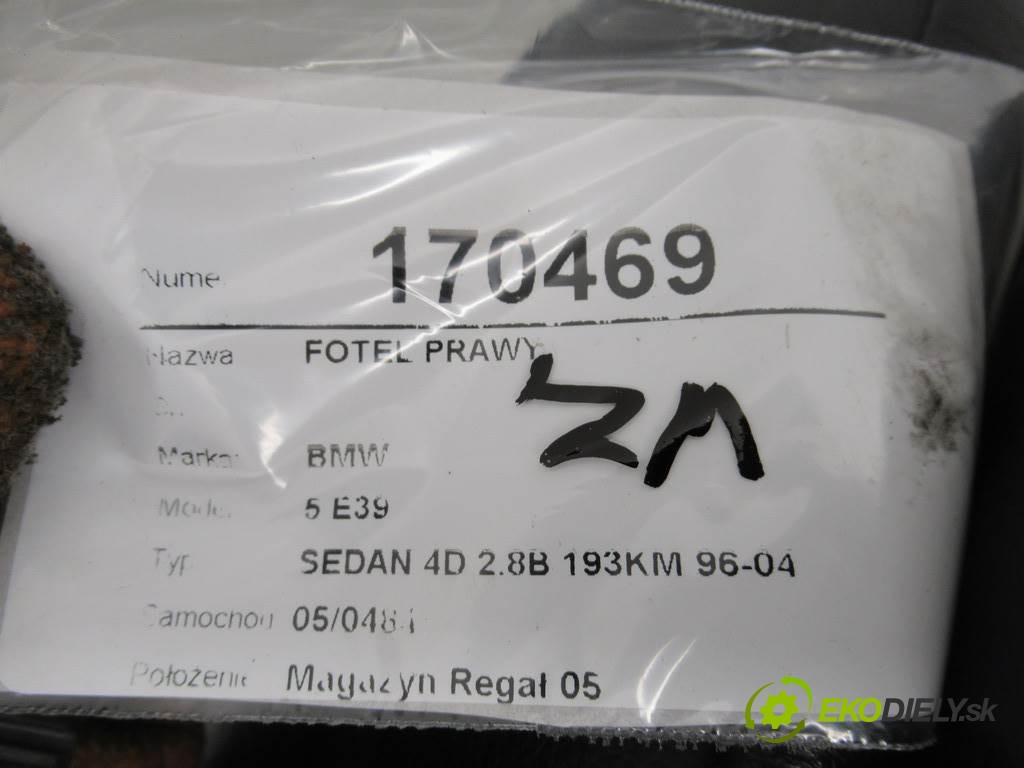 Nume 170469
Nazwa FOTEL PRAWY
Marka: BMW
Model 5 E39
Typ SEDAN 4D 2.8B 193KM 96-04
Samochod 05/0484
Położenie Magazyn Regał 05
EKODIELY.sk